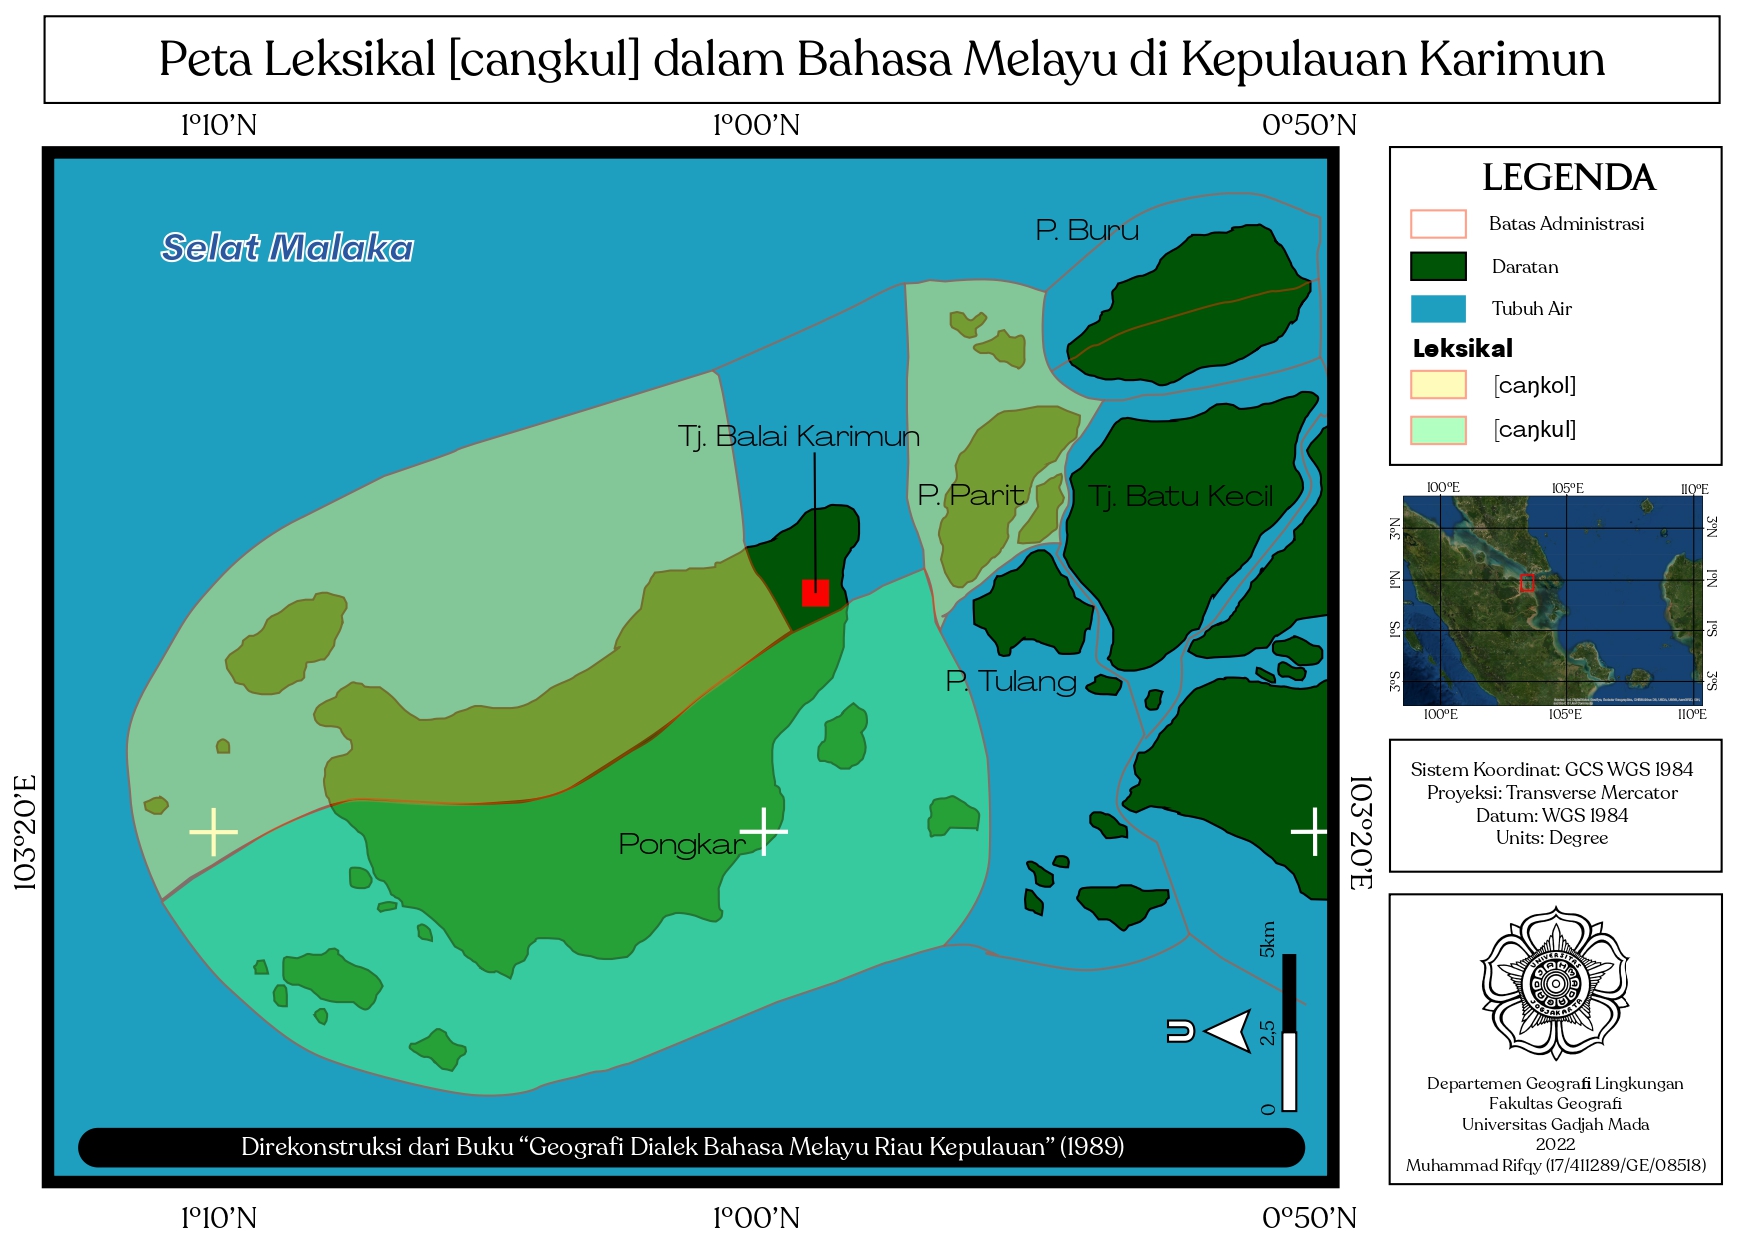 Peta Leksikal [cangkul] dalam Bahasa Melayu di Kepulauan Karimun
1°10’N 1°00’N 0°50’N
Selat Malaka
P. Buru
Tj. Balai Karimun
P. Parit
Tj. Batu Kecil
P. Tulang
Pongkar
103°20’E
103°20’E
U
0 2,5 5km
Direkonstruksi dari Buku “Geografi Dialek Bahasa Melayu Riau Kepulauan” (1989)
1°10’N 1°00’N 0°50’N
LEGENDA
Batas Administrasi
Daratan
Tubuh Air
Leksikal
[caŋkol]
[caŋkul]
100°E 105°E 110°E
3°N 3°N
1°N 1°N
1°S 1°S
3°S 3°S
100°E 105°E 110°E
Sistem Koordinat: GCS WGS 1984
Proyeksi: Transverse Mercator
Datum: WGS 1984
Units: Degree
UNIVERSITAS
GADJAH MADA
JOGJAKARTA
Departemen Geografi Lingkungan
Fakultas Geografi
Universitas Gadjah Mada
2022
Muhammad Rifqy (17/411289/GE/08518)